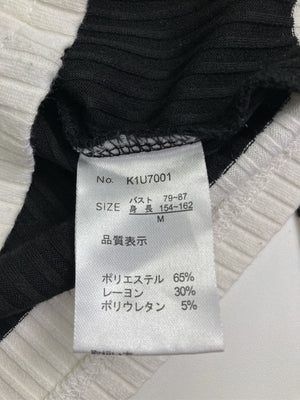 No. K1U7001
SIZE バスト 79~87
身長 154~162
M
品質表示
ポリエステル 65%
レーヨン 30%
ポリウレタン 5%